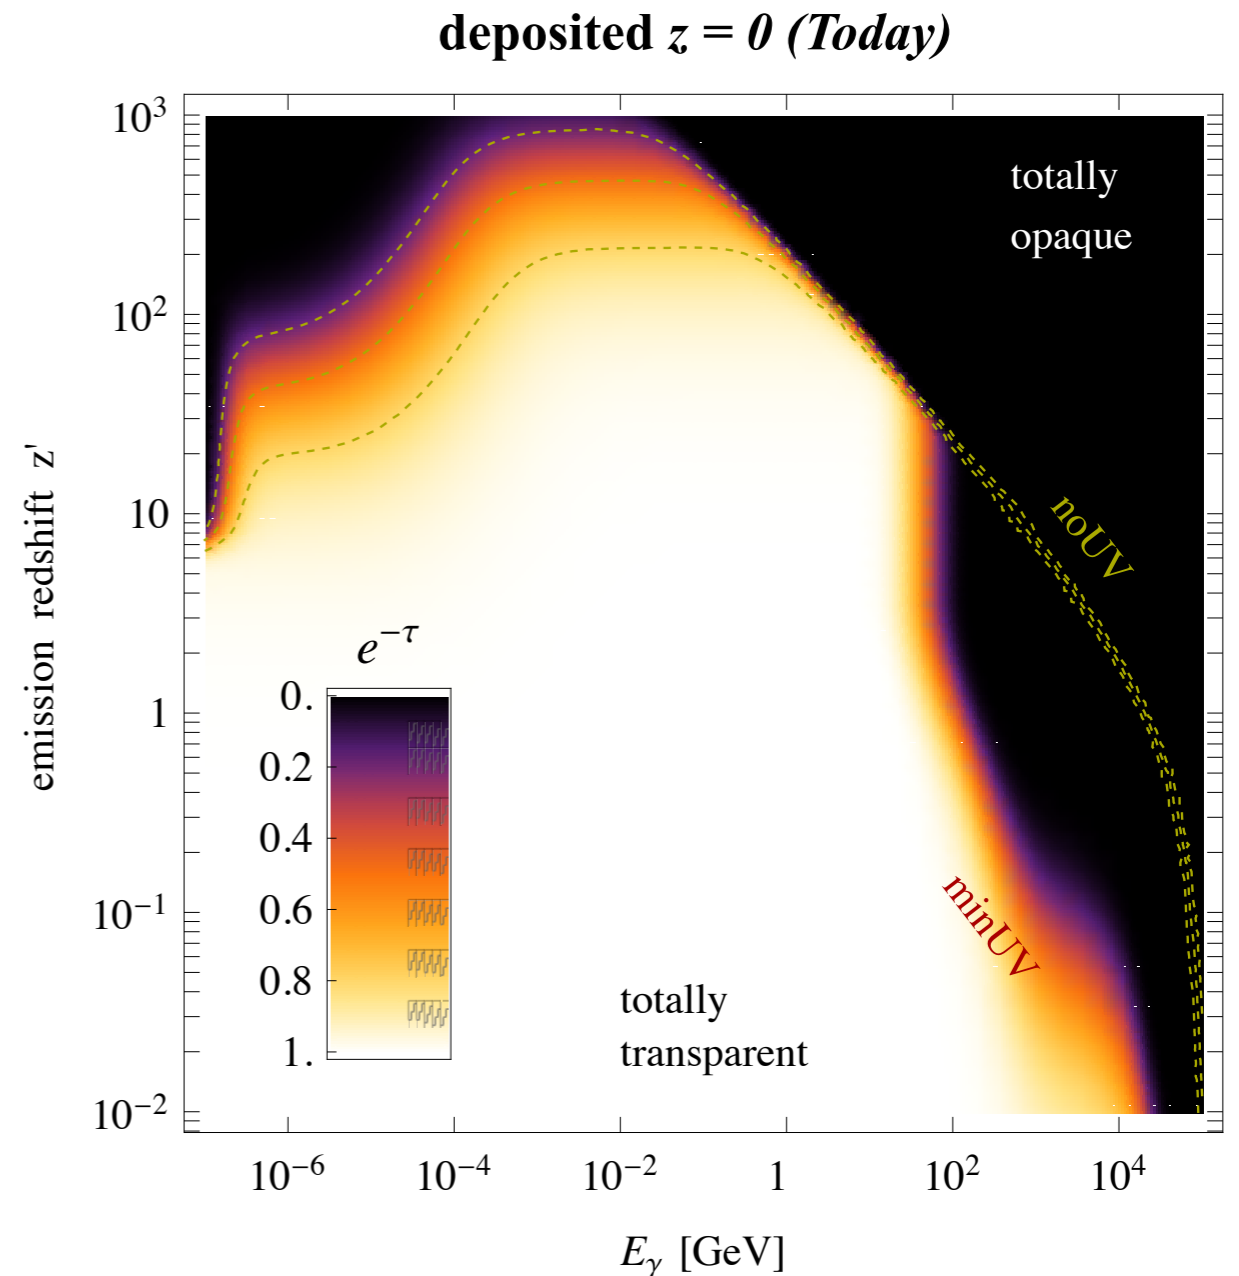 deposited z = 0 (Today)
10³
10²
10
1
10⁻¹
10⁻²
emission redshift z'
totally
opaque
noUV
minUV
e^−τ
0.
0.2
0.4
0.6
0.8
1.
totally
transparent
10⁻⁶
10⁻⁴
10⁻²
1
10²
10⁴
Eγ [GeV]